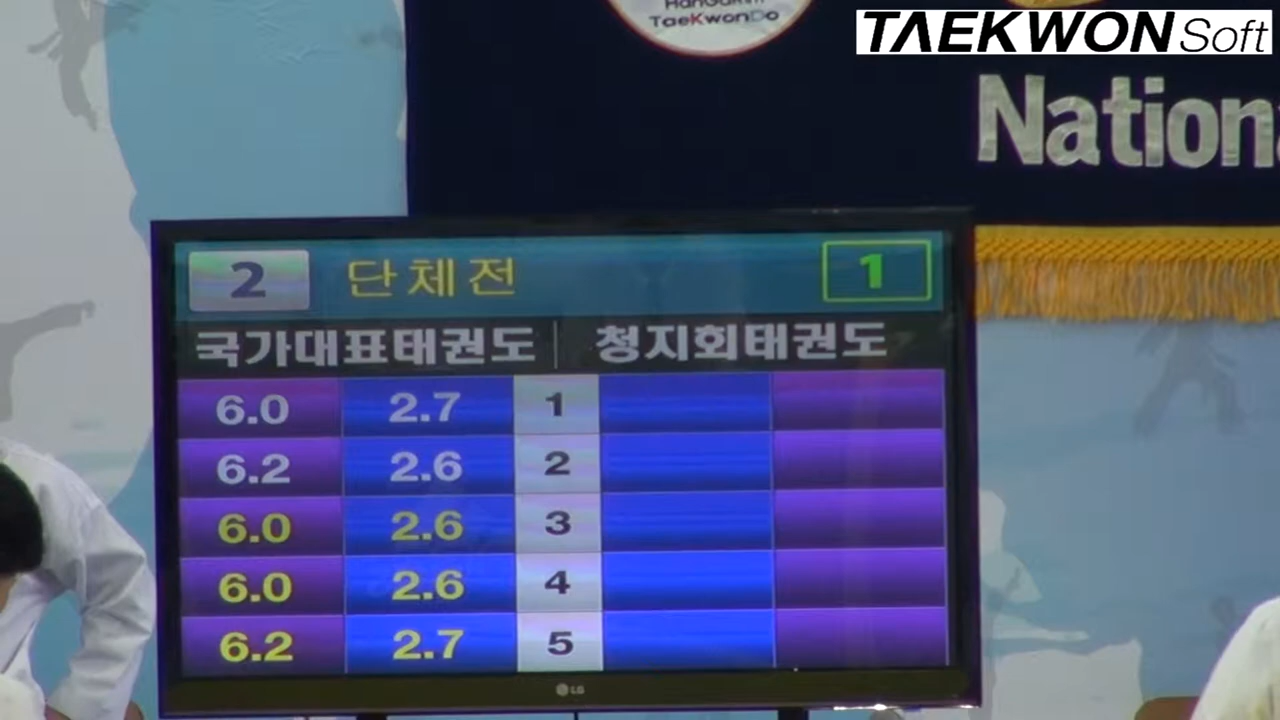 HanGukIn
TaeKwonDo
TAEKWON Soft
Nation
2 단체전 1
국가대표태권도 청지회태권도
6.0 2.7 1
6.2 2.6 2
6.0 2.6 3
6.0 2.6 4
6.2 2.7 5
LG